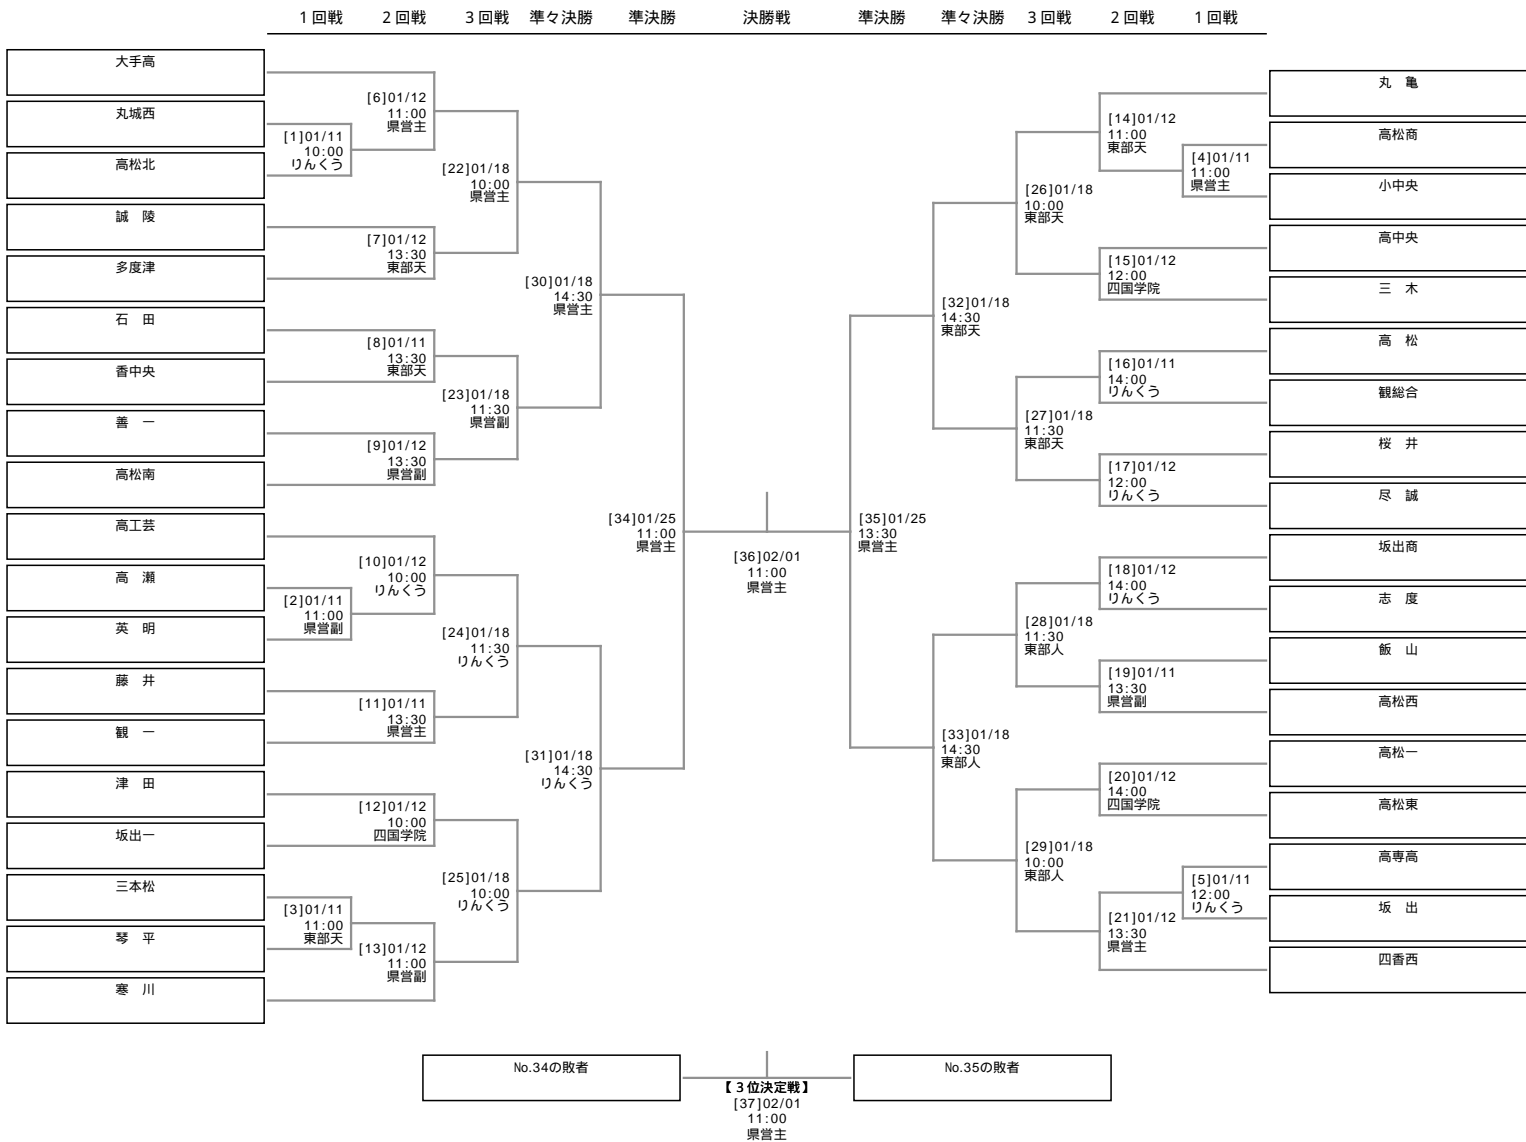 1回戦 2回戦 3回戦 準々決勝 準決勝 決勝戦 準決勝 準々決勝 3回戦 2回戦 1回戦
大手高
丸城西
高松北
誠 陵
多度津
石 田
香中央
善 一
高松南
高工芸
高 瀬
英 明
藤 井
観 一
津 田
坂出一
三本松
琴 平
寒 川
[1]01/11
10:00
りんくう
[2]01/11
11:00
県営副
[3]01/11
11:00
東部天
[6]01/12
11:00
県営主
[7]01/12
13:30
東部天
[8]01/11
13:30
東部天
[9]01/12
13:30
県営副
[10]01/12
10:00
りんくう
[11]01/11
13:30
県営主
[12]01/12
10:00
四国学院
[13]01/12
11:00
県営副
[22]01/18
10:00
県営主
[23]01/18
11:30
県営副
[24]01/18
11:30
りんくう
[25]01/18
10:00
りんくう
[30]01/18
14:30
県営主
[31]01/18
14:30
りんくう
[34]01/25
11:00
県営主
[36]02/01
11:00
県営主
[35]01/25
13:30
県営主
[32]01/18
14:30
東部天
[33]01/18
14:30
東部人
[26]01/18
10:00
東部天
[27]01/18
11:30
東部天
[28]01/18
11:30
東部人
[29]01/18
10:00
東部人
[14]01/12
11:00
東部天
[15]01/12
12:00
四国学院
[16]01/11
14:00
りんくう
[17]01/12
12:00
りんくう
[18]01/12
14:00
りんくう
[19]01/11
13:30
県営副
[20]01/12
14:00
四国学院
[21]01/12
13:30
県営主
[4]01/11
11:00
県営主
[5]01/11
12:00
りんくう
丸 亀
高松商
小中央
高中央
三 木
高 松
観総合
桜 井
尽 誠
坂出商
志 度
飯 山
高松西
高松一
高松東
高専高
坂 出
四香西
No.34の敗者
No.35の敗者
【3位決定戦】
[37]02/01
11:00
県営主